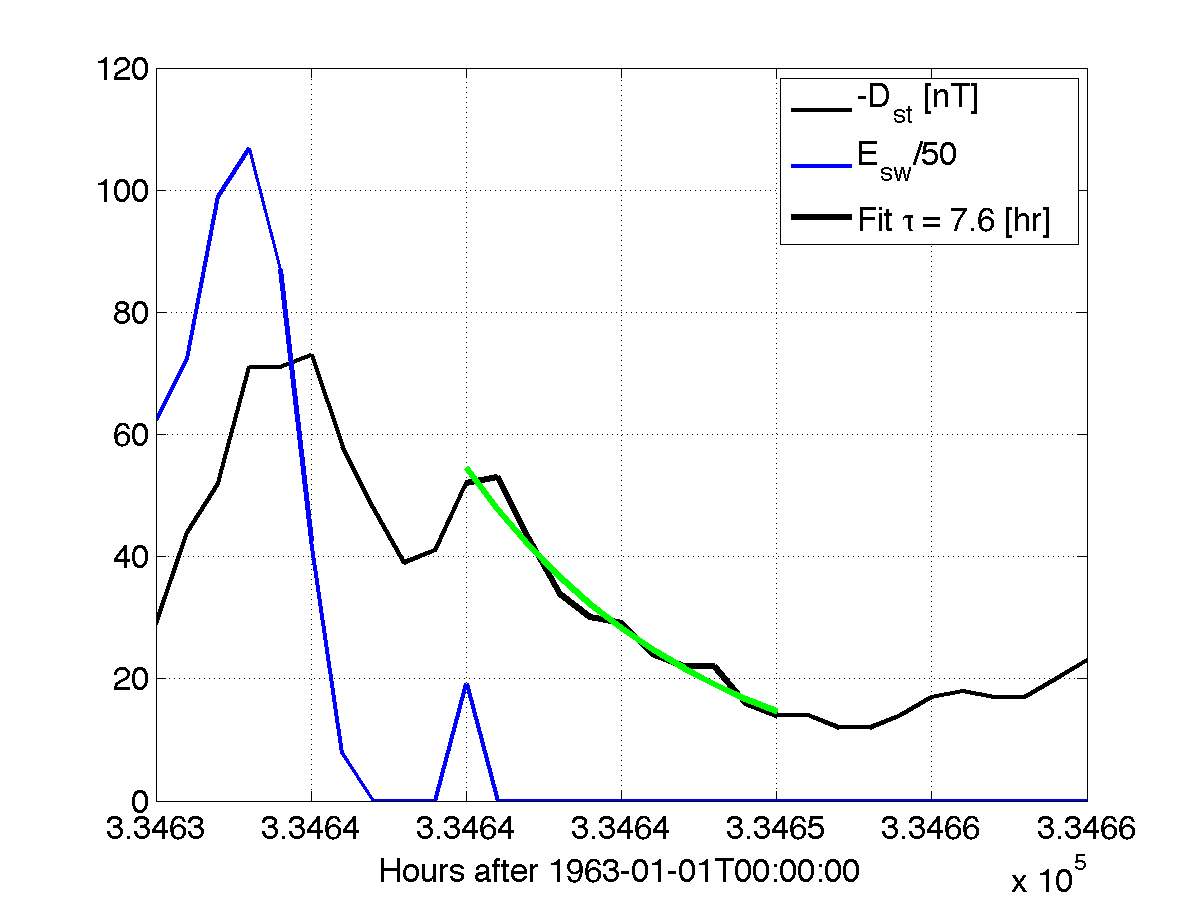 120
100
80
60
40
20
0
-D_st [nT]
E_sw/50
Fit τ = 7.6 [hr]
3.3463 3.3464 3.3464 3.3464 3.3465 3.3466 3.3466
Hours after 1963-01-01T00:00:00
x 10^5